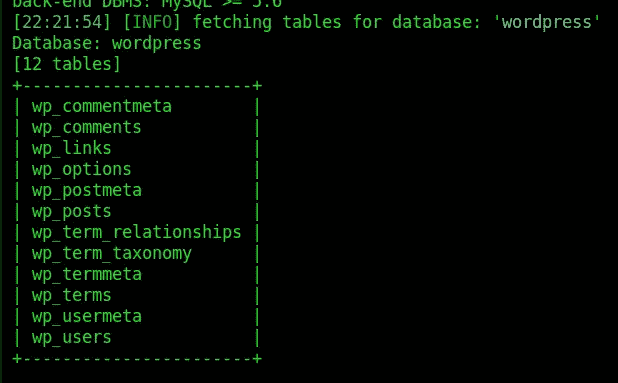 back-end DBMS: MySQL >= 5.6
[22:21:54] [INFO] fetching tables for database: 'wordpress'
Database: wordpress
[12 tables]
+-----------------------+
| wp_commentmeta        |
| wp_comments           |
| wp_links              |
| wp_options            |
| wp_postmeta           |
| wp_posts              |
| wp_term_relationships |
| wp_term_taxonomy      |
| wp_termmeta           |
| wp_terms              |
| wp_usermeta           |
| wp_users              |
+-----------------------+